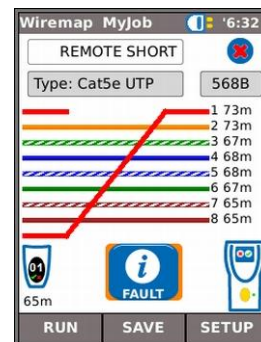 Wiremap MyJob '6:32
REMOTE SHORT
Type: Cat5e UTP 568B
1 73m
2 73m
3 67m
4 68m
5 68m
6 67m
7 65m
8 65m
01
65m
i
FAULT
RUN SAVE SETUP